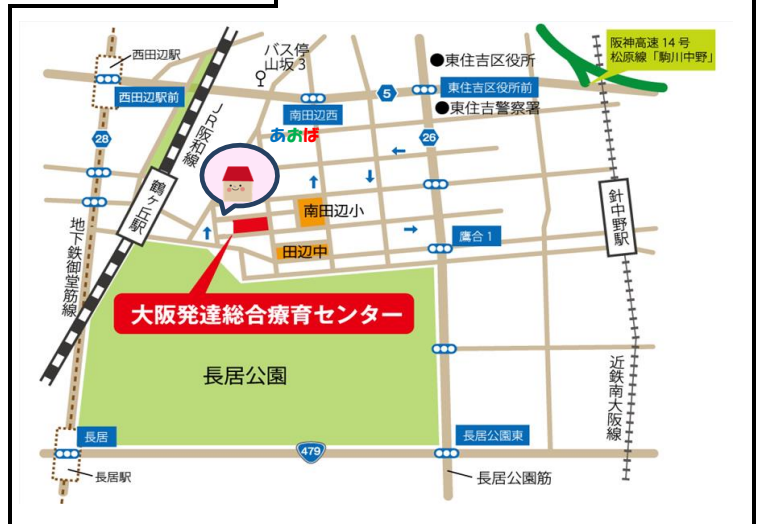 西田辺駅
バス停
山坂3
●東住吉区役所
阪神高速14号
松原線「駒川中野」
西田辺駅前
5
東住吉区役所前
南田辺西
●東住吉警察署
JR阪和線
あおば
28
26
鶴ヶ丘駅
南田辺小
針中野駅
地下鉄御堂筋線
田辺中
鷹合1
大阪発達総合療育センター
長居公園
近鉄南大阪線
長居
479
長居公園東
長居駅
長居公園筋